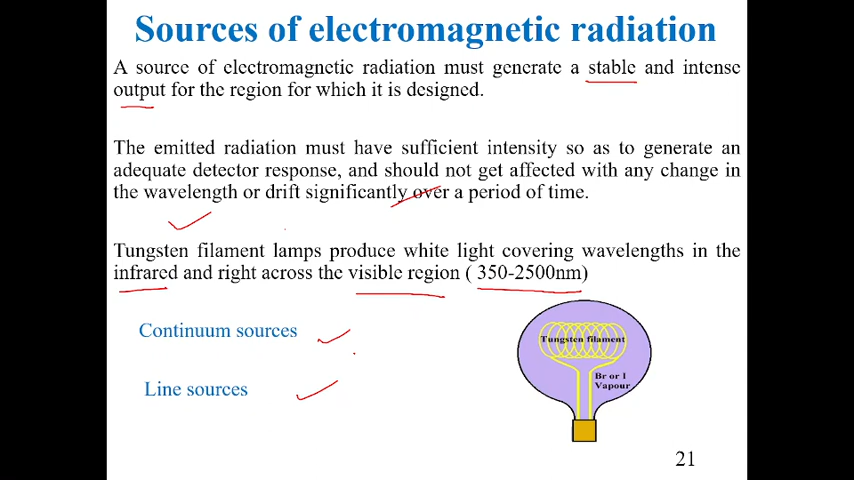 Sources of electromagnetic radiation
A source of electromagnetic radiation must generate a stable and intense
output for the region for which it is designed.
The emitted radiation must have sufficient intensity so as to generate an
adequate detector response, and should not get affected with any change in
the wavelength or drift significantly over a period of time.
Tungsten filament lamps produce white light covering wavelengths in the
infrared and right across the visible region ( 350-2500nm)
Continuum sources
Line sources
Tungsten filament
Br or I
Vapour
21